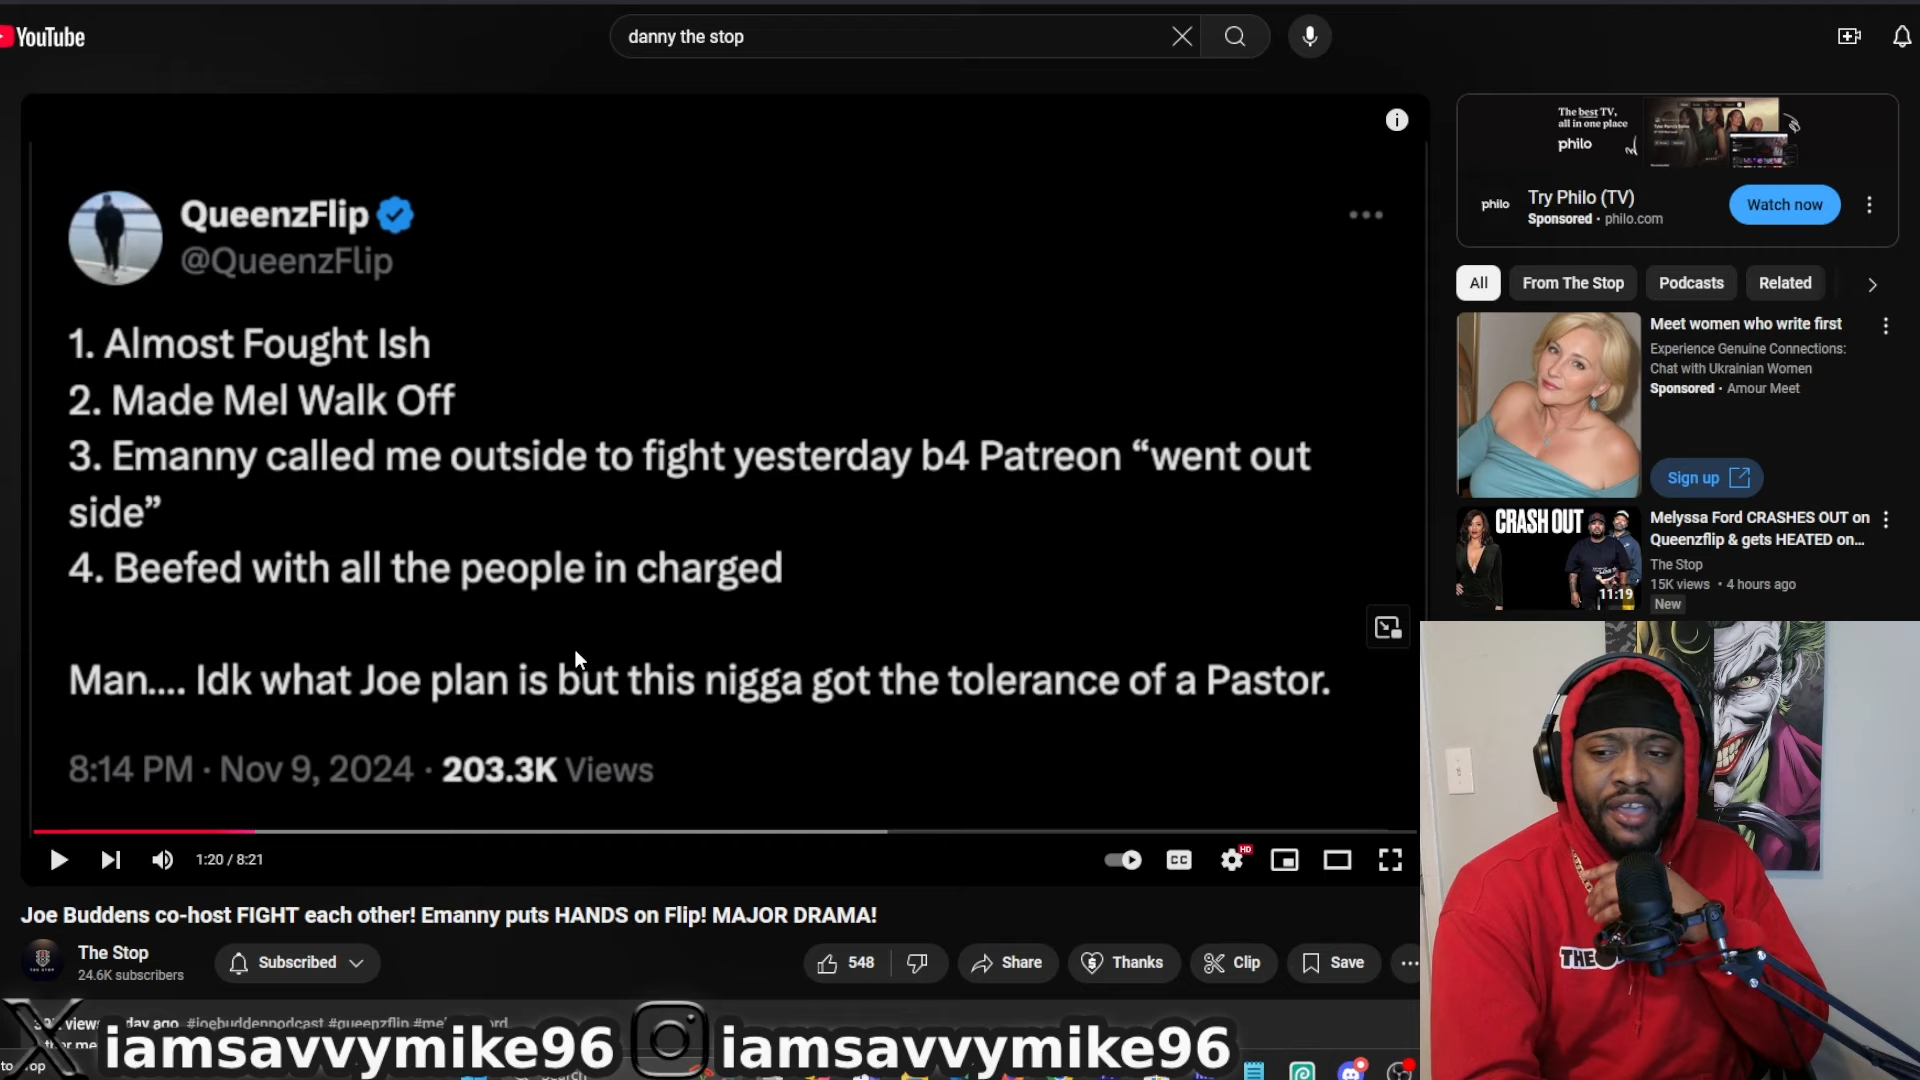 YouTube
danny the stop
QueenzFlip
@QueenzFlip
1. Almost Fought Ish
2. Made Mel Walk Off
3. Emanny called me outside to fight yesterday b4 Patreon “went out
side”
4. Beefed with all the people in charged
Man.... Idk what Joe plan is but this nigga got the tolerance of a Pastor.
8:14 PM · Nov 9, 2024 · 203.3K Views
1:20 / 8:21
CC
HD
Joe Buddens co-host FIGHT each other! Emanny puts HANDS on Flip! MAJOR DRAMA!
The Stop
24.6K subscribers
Subscribed
548
Share
Thanks
Clip
Save
#joebuddenpodcast #queenzflip
iamsavvymike96
iamsavvymike96
The best TV,
all in one place
philo
philo
Try Philo (TV)
Sponsored · philo.com
Watch now
All
From The Stop
Podcasts
Related
Meet women who write first
Experience Genuine Connections:
Chat with Ukrainian Women
Sponsored · Amour Meet
Sign up
CRASH OUT
11:19
Melyssa Ford CRASHES OUT on
Queenzflip & gets HEATED on...
The Stop
15K views · 4 hours ago
New
THE